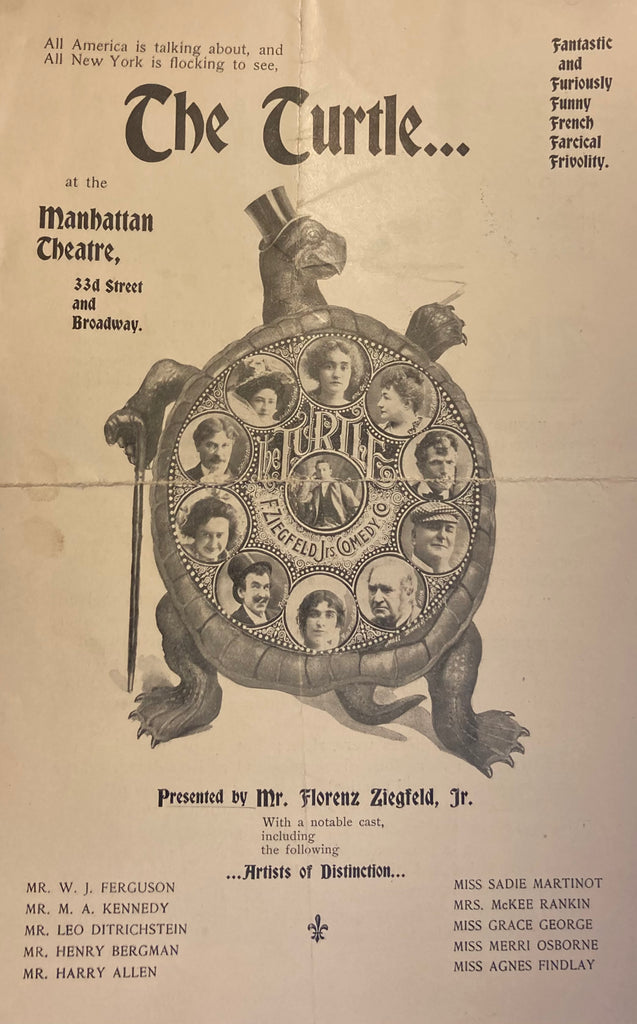 All America is talking about, and
All New York is flocking to see,
Fantastic
and
Furiously
Funny
French
Farcical
Frivolity.
The Turtle...
at the
Manhattan
Theatre,
33d Street
and
Broadway.
The TURTLE
F. ZIEGFELD, Jr's COMEDY Co
Presented by Mr. Florenz Ziegfeld, Jr.
With a notable cast,
including
the following
...Artists of Distinction...
MR. W. J. FERGUSON
MR. M. A. KENNEDY
MR. LEO DITRICHSTEIN
MR. HENRY BERGMAN
MR. HARRY ALLEN
MISS SADIE MARTINOT
MRS. McKEE RANKIN
MISS GRACE GEORGE
MISS MERRI OSBORNE
MISS AGNES FINDLAY